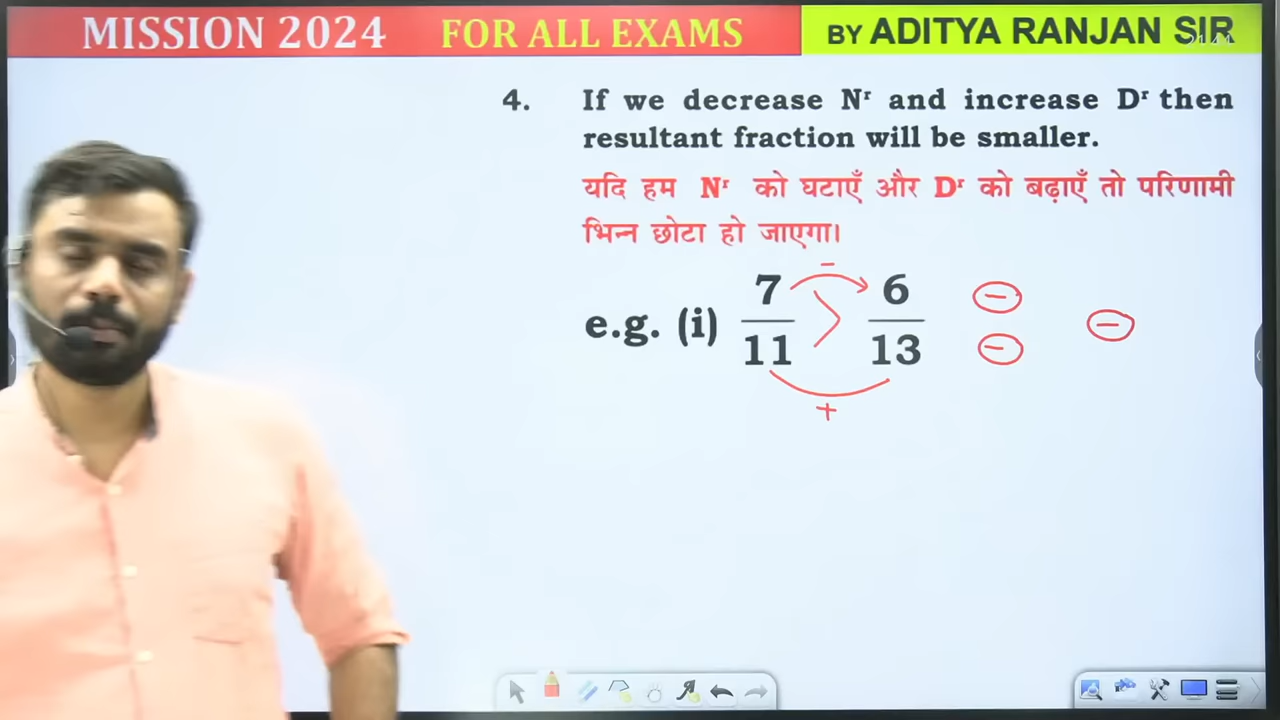 MISSION 2024 FOR ALL EXAMS BY ADITYA RANJAN SIR
4. If we decrease Nʳ and increase Dʳ then
resultant fraction will be smaller.
यदि हम Nʳ को घटाएँ और Dʳ को बढ़ाएँ तो परिणामी
भिन्न छोटा हो जाएगा।
e.g. (i) 7/11 > 6/13
−
+
−
−
−